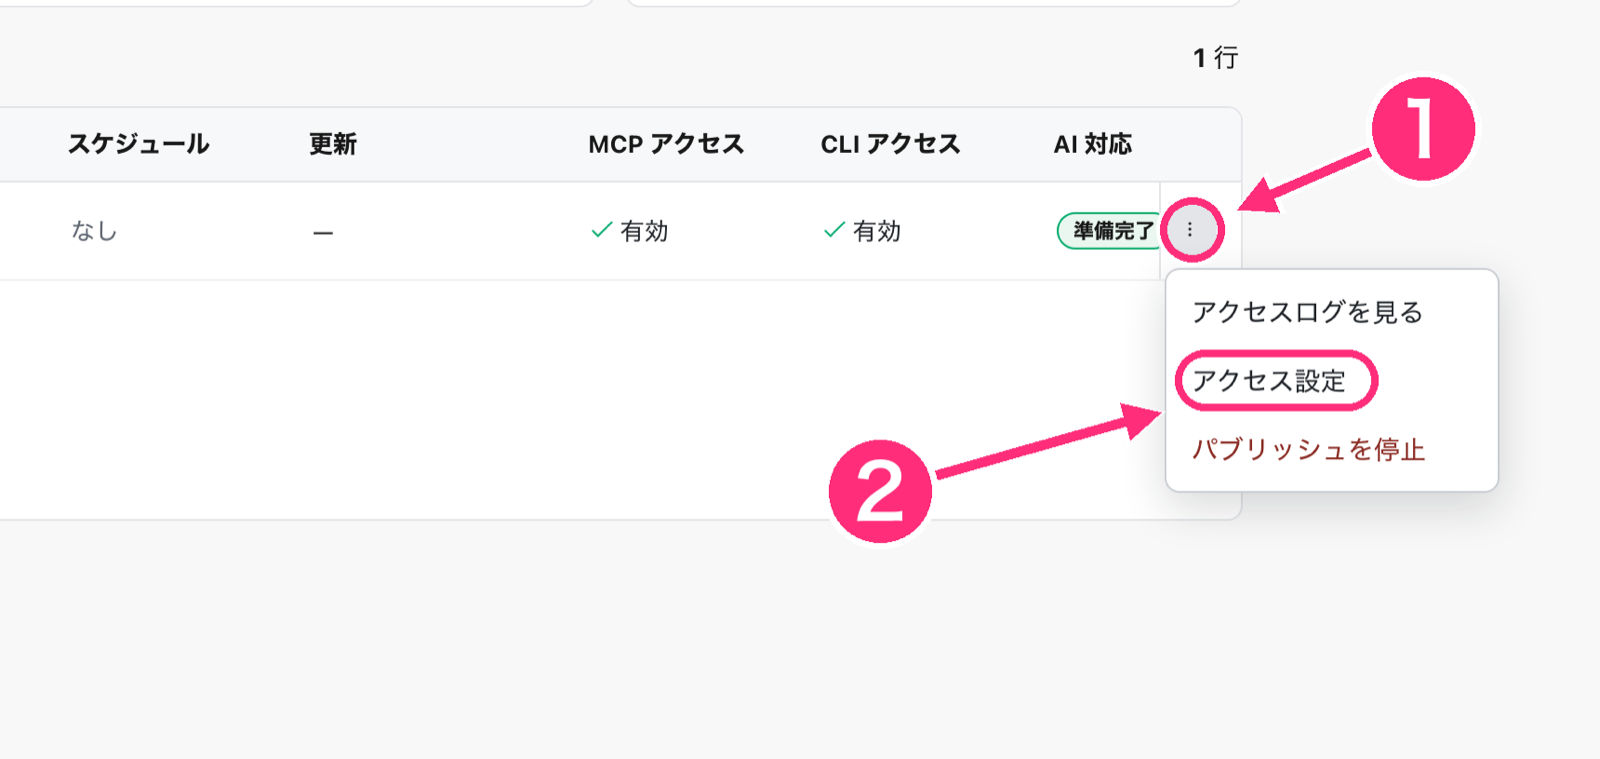 1 行
スケジュール 更新 MCP アクセス CLI アクセス AI 対応
なし — 有効 有効 準備完了
アクセスログを見る
アクセス設定
パブリッシュを停止
1
2